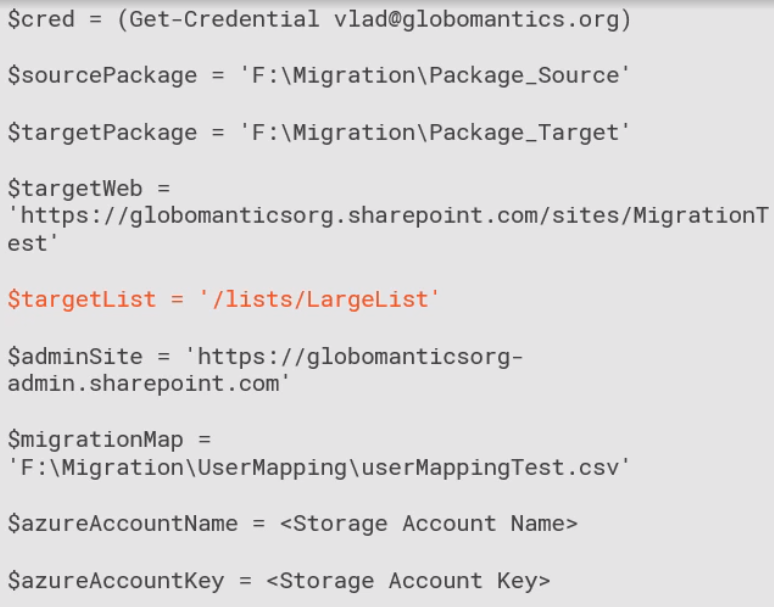 $cred = (Get-Credential vlad@globomantics.org)
$sourcePackage = 'F:\Migration\Package_Source'
$targetPackage = 'F:\Migration\Package_Target'
$targetWeb =
'https://globomanticsorg.sharepoint.com/sites/MigrationT
est'
$targetList = '/lists/LargeList'
$adminSite = 'https://globomanticsorg-
admin.sharepoint.com'
$migrationMap =
'F:\Migration\UserMapping\userMappingTest.csv'
$azureAccountName = <Storage Account Name>
$azureAccountKey = <Storage Account Key>